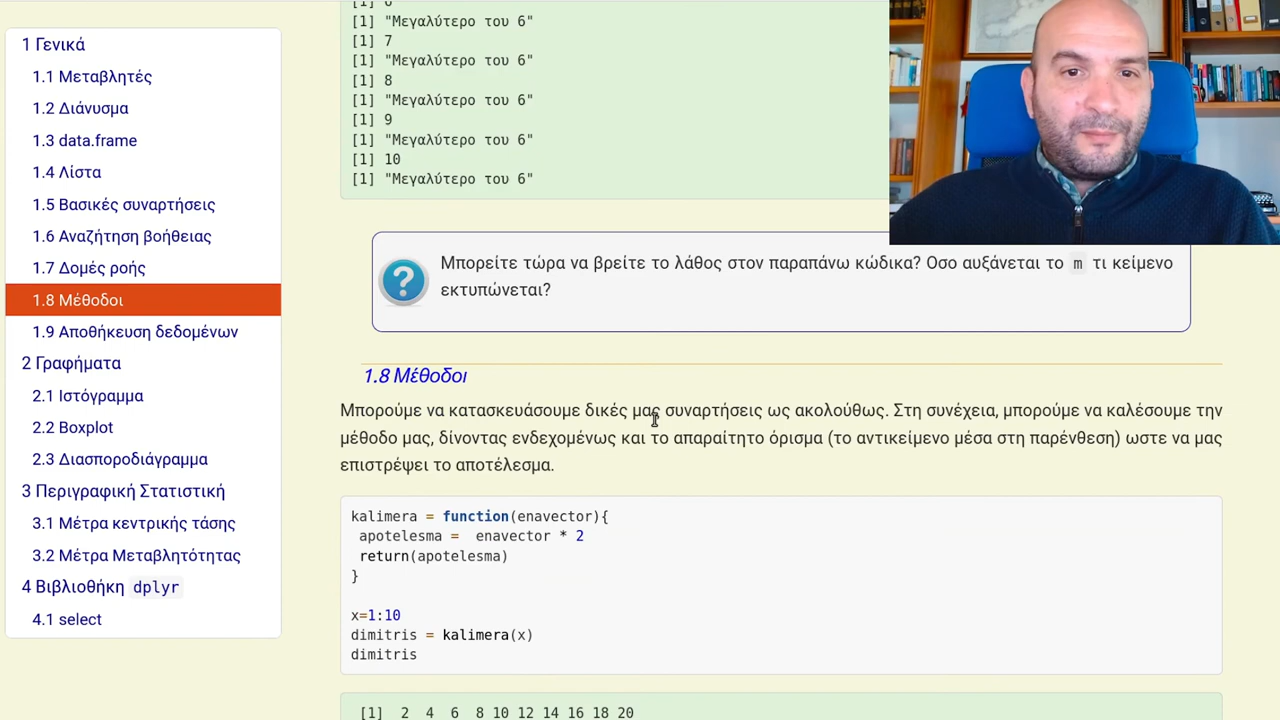 1 Γενικά
1.1 Μεταβλητές
1.2 Διάνυσμα
1.3 data.frame
1.4 Λίστα
1.5 Βασικές συναρτήσεις
1.6 Αναζήτηση βοήθειας
1.7 Δομές ροής
1.8 Μέθοδοι
1.9 Αποθήκευση δεδομένων
2 Γραφήματα
2.1 Ιστόγραμμα
2.2 Boxplot
2.3 Διασποροδιάγραμμα
3 Περιγραφική Στατιστική
3.1 Μέτρα κεντρικής τάσης
3.2 Μέτρα Μεταβλητότητας
4 Βιβλιοθήκη dplyr
4.1 select
[1] 6
[1] "Μεγαλύτερο του 6"
[1] 7
[1] "Μεγαλύτερο του 6"
[1] 8
[1] "Μεγαλύτερο του 6"
[1] 9
[1] "Μεγαλύτερο του 6"
[1] 10
[1] "Μεγαλύτερο του 6"
Μπορείτε τώρα να βρείτε το λάθος στον παραπάνω κώδικα? Οσο αυξάνεται το m τι κείμενο
εκτυπώνεται?
1.8 Μέθοδοι
Μπορούμε να κατασκευάσουμε δικές μας συναρτήσεις ως ακολούθως. Στη συνέχεια, μπορούμε να καλέσουμε την
μέθοδο μας, δίνοντας ενδεχομένως και το απαραίτητο όρισμα (το αντικείμενο μέσα στη παρένθεση) ωστε να μας
επιστρέψει το αποτέλεσμα.
kalimera = function(enavector){
apotelesma =  enavector * 2
return(apotelesma)
}
x=1:10
dimitris = kalimera(x)
dimitris
[1]  2  4  6  8 10 12 14 16 18 20